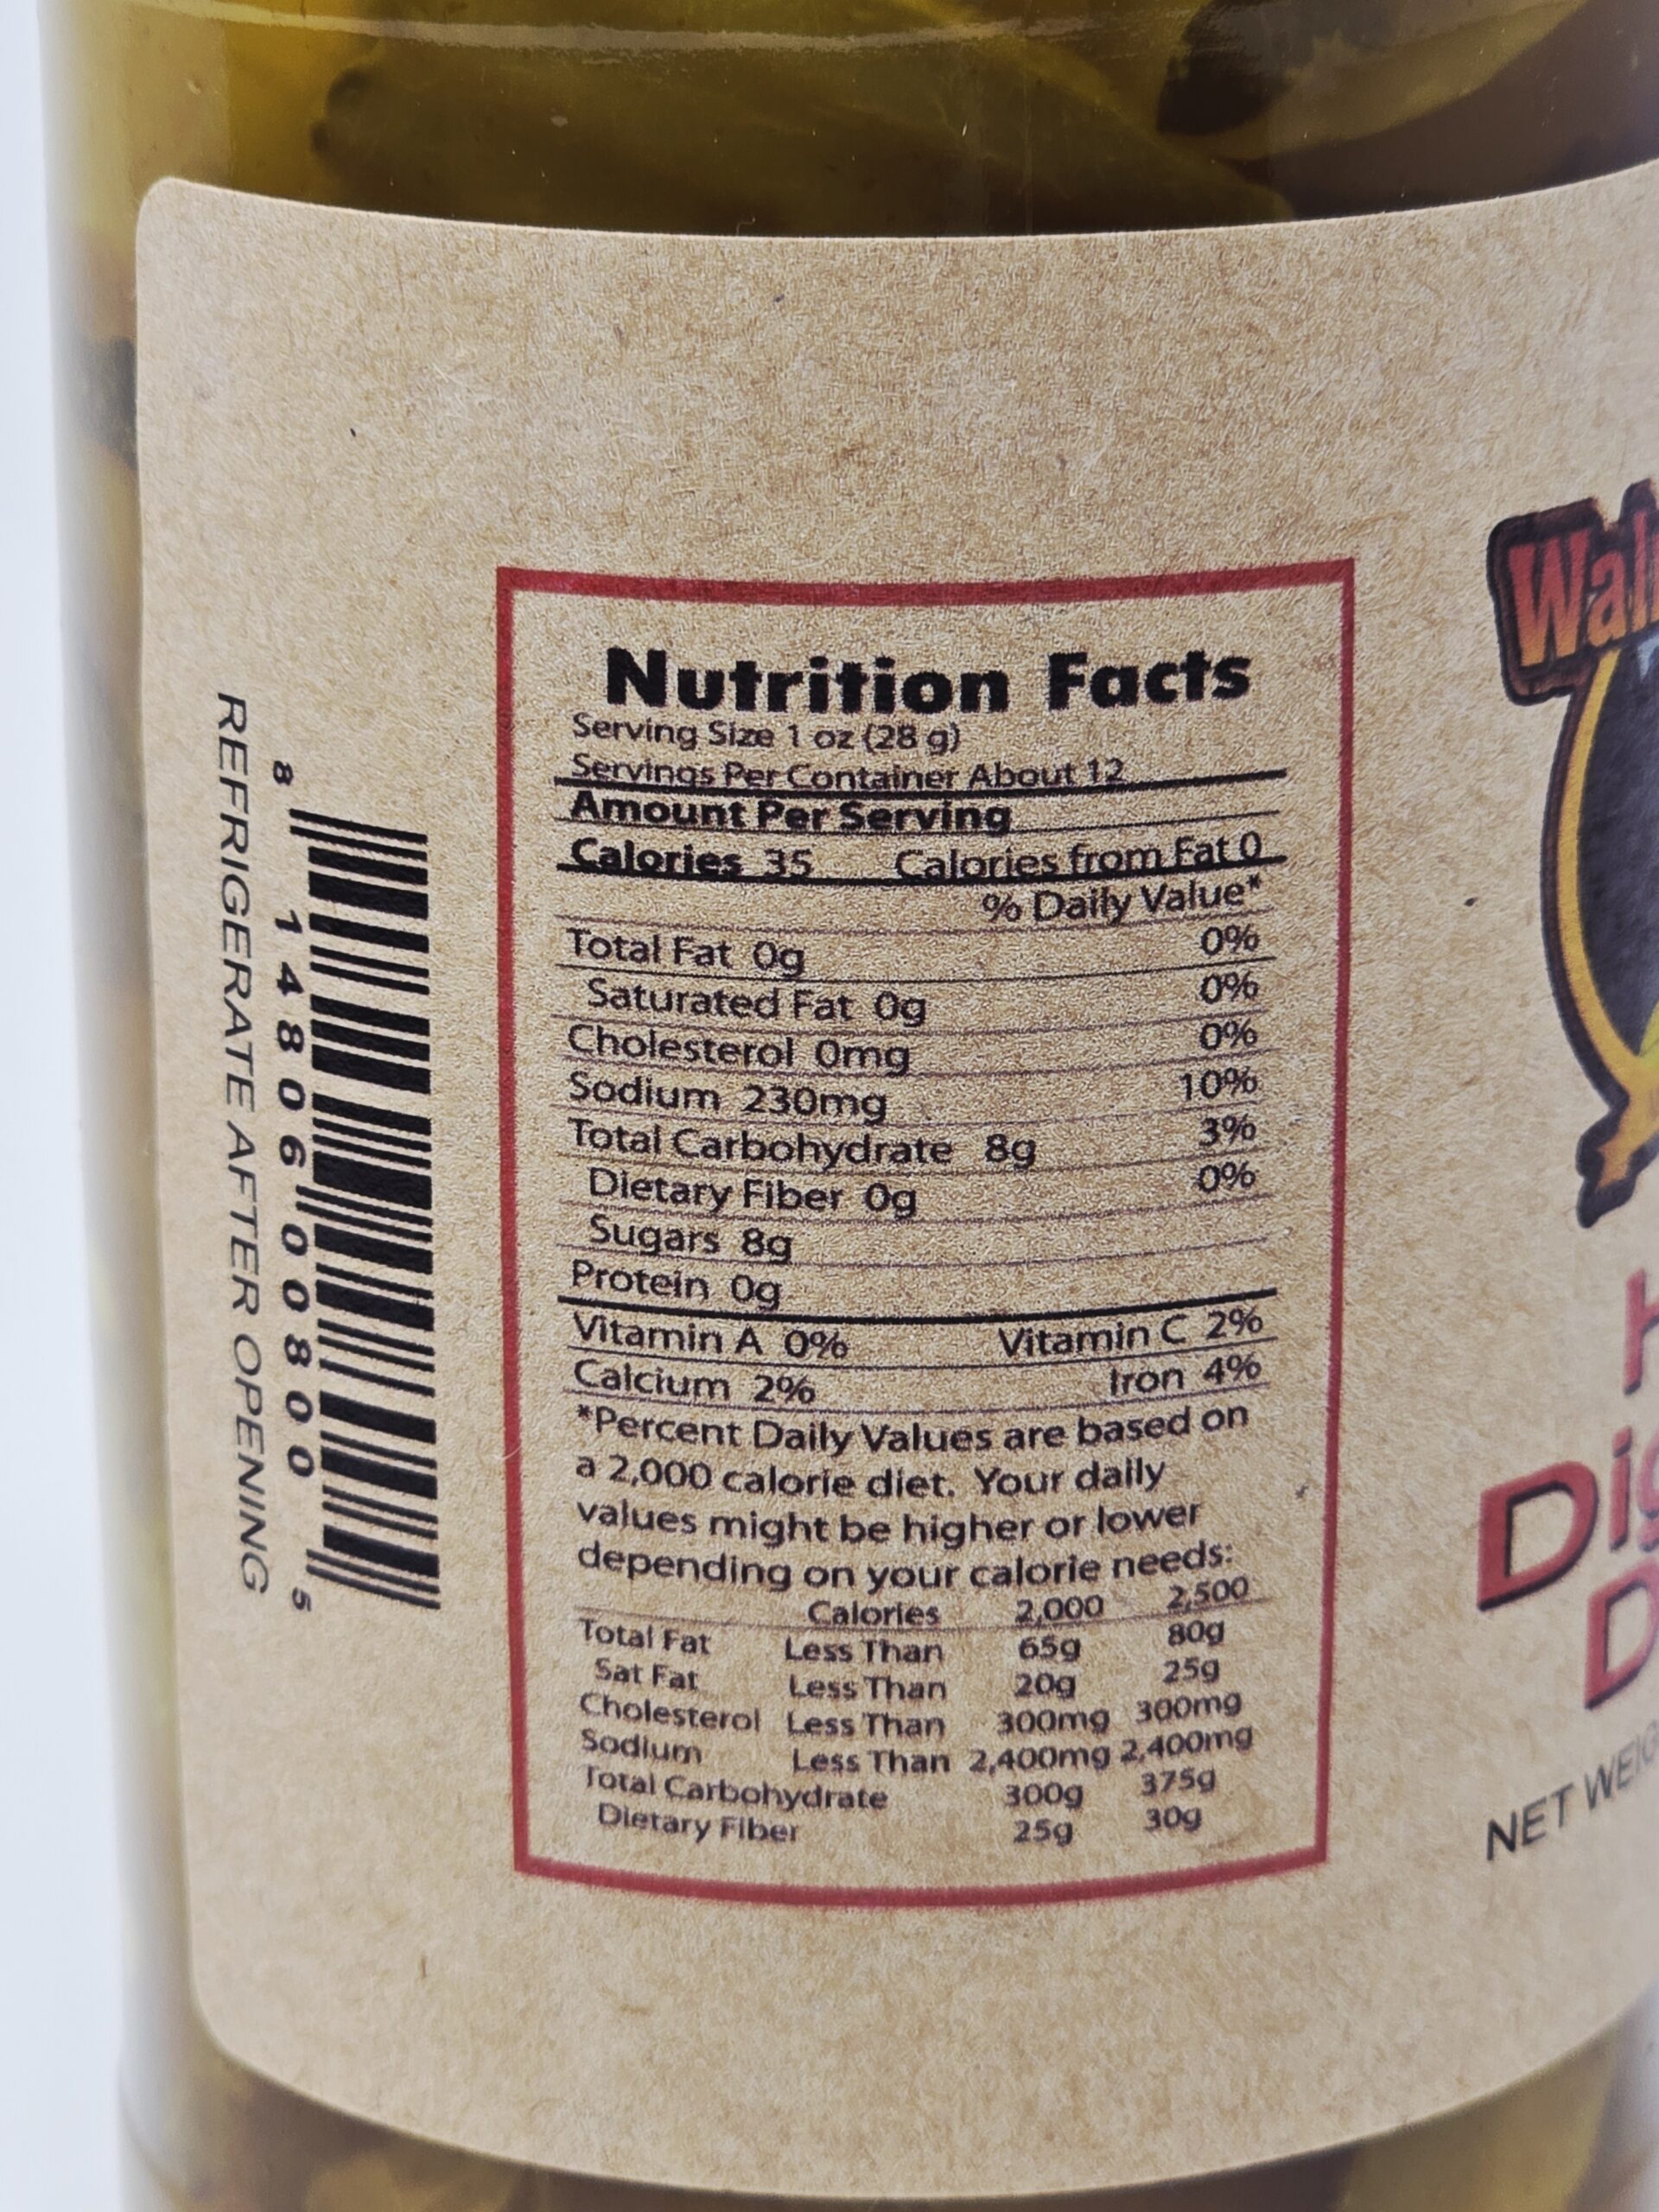 REFRIGERATE AFTER OPENING
8 14806 00800 5
Nutrition Facts
Serving Size 1 oz (28 g)
Servings Per Container About 12
Amount Per Serving
Calories 35 Calories from Fat 0
% Daily Value*
Total Fat 0g 0%
Saturated Fat 0g 0%
Cholesterol 0mg 0%
Sodium 230mg 10%
Total Carbohydrate 8g 3%
Dietary Fiber 0g 0%
Sugars 8g
Protein 0g
Vitamin A 0% Vitamin C 2%
Calcium 2% Iron 4%
*Percent Daily Values are based on
a 2,000 calorie diet. Your daily
values might be higher or lower
depending on your calorie needs:
Calories 2,000 2,500
Total Fat Less Than 65g 80g
Sat Fat Less Than 20g 25g
Cholesterol Less Than 300mg 300mg
Sodium Less Than 2,400mg 2,400mg
Total Carbohydrate 300g 375g
Dietary Fiber 25g 30g
NET